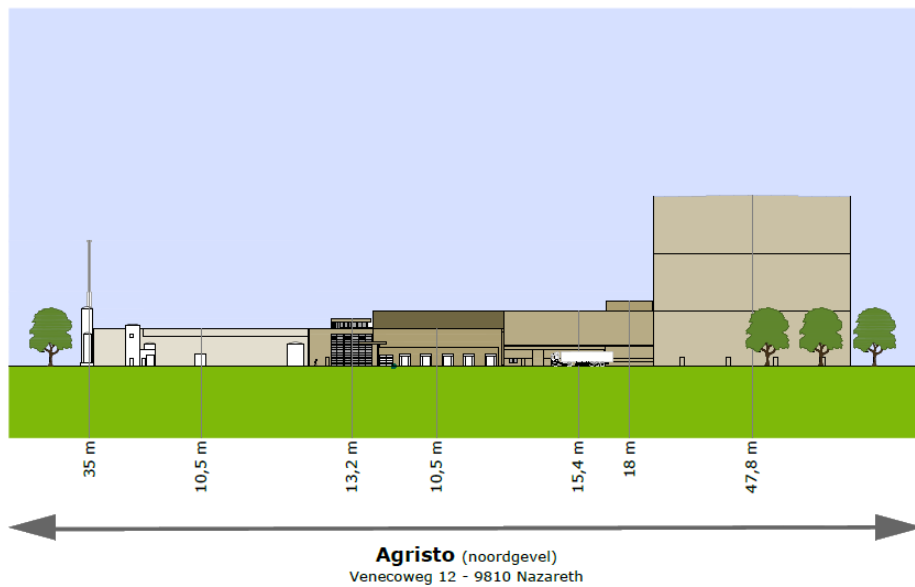 35 m
10,5 m
13,2 m
10,5 m
15,4 m
18 m
47,8 m
Agristo (noordgevel)
Venecoweg 12 - 9810 Nazareth